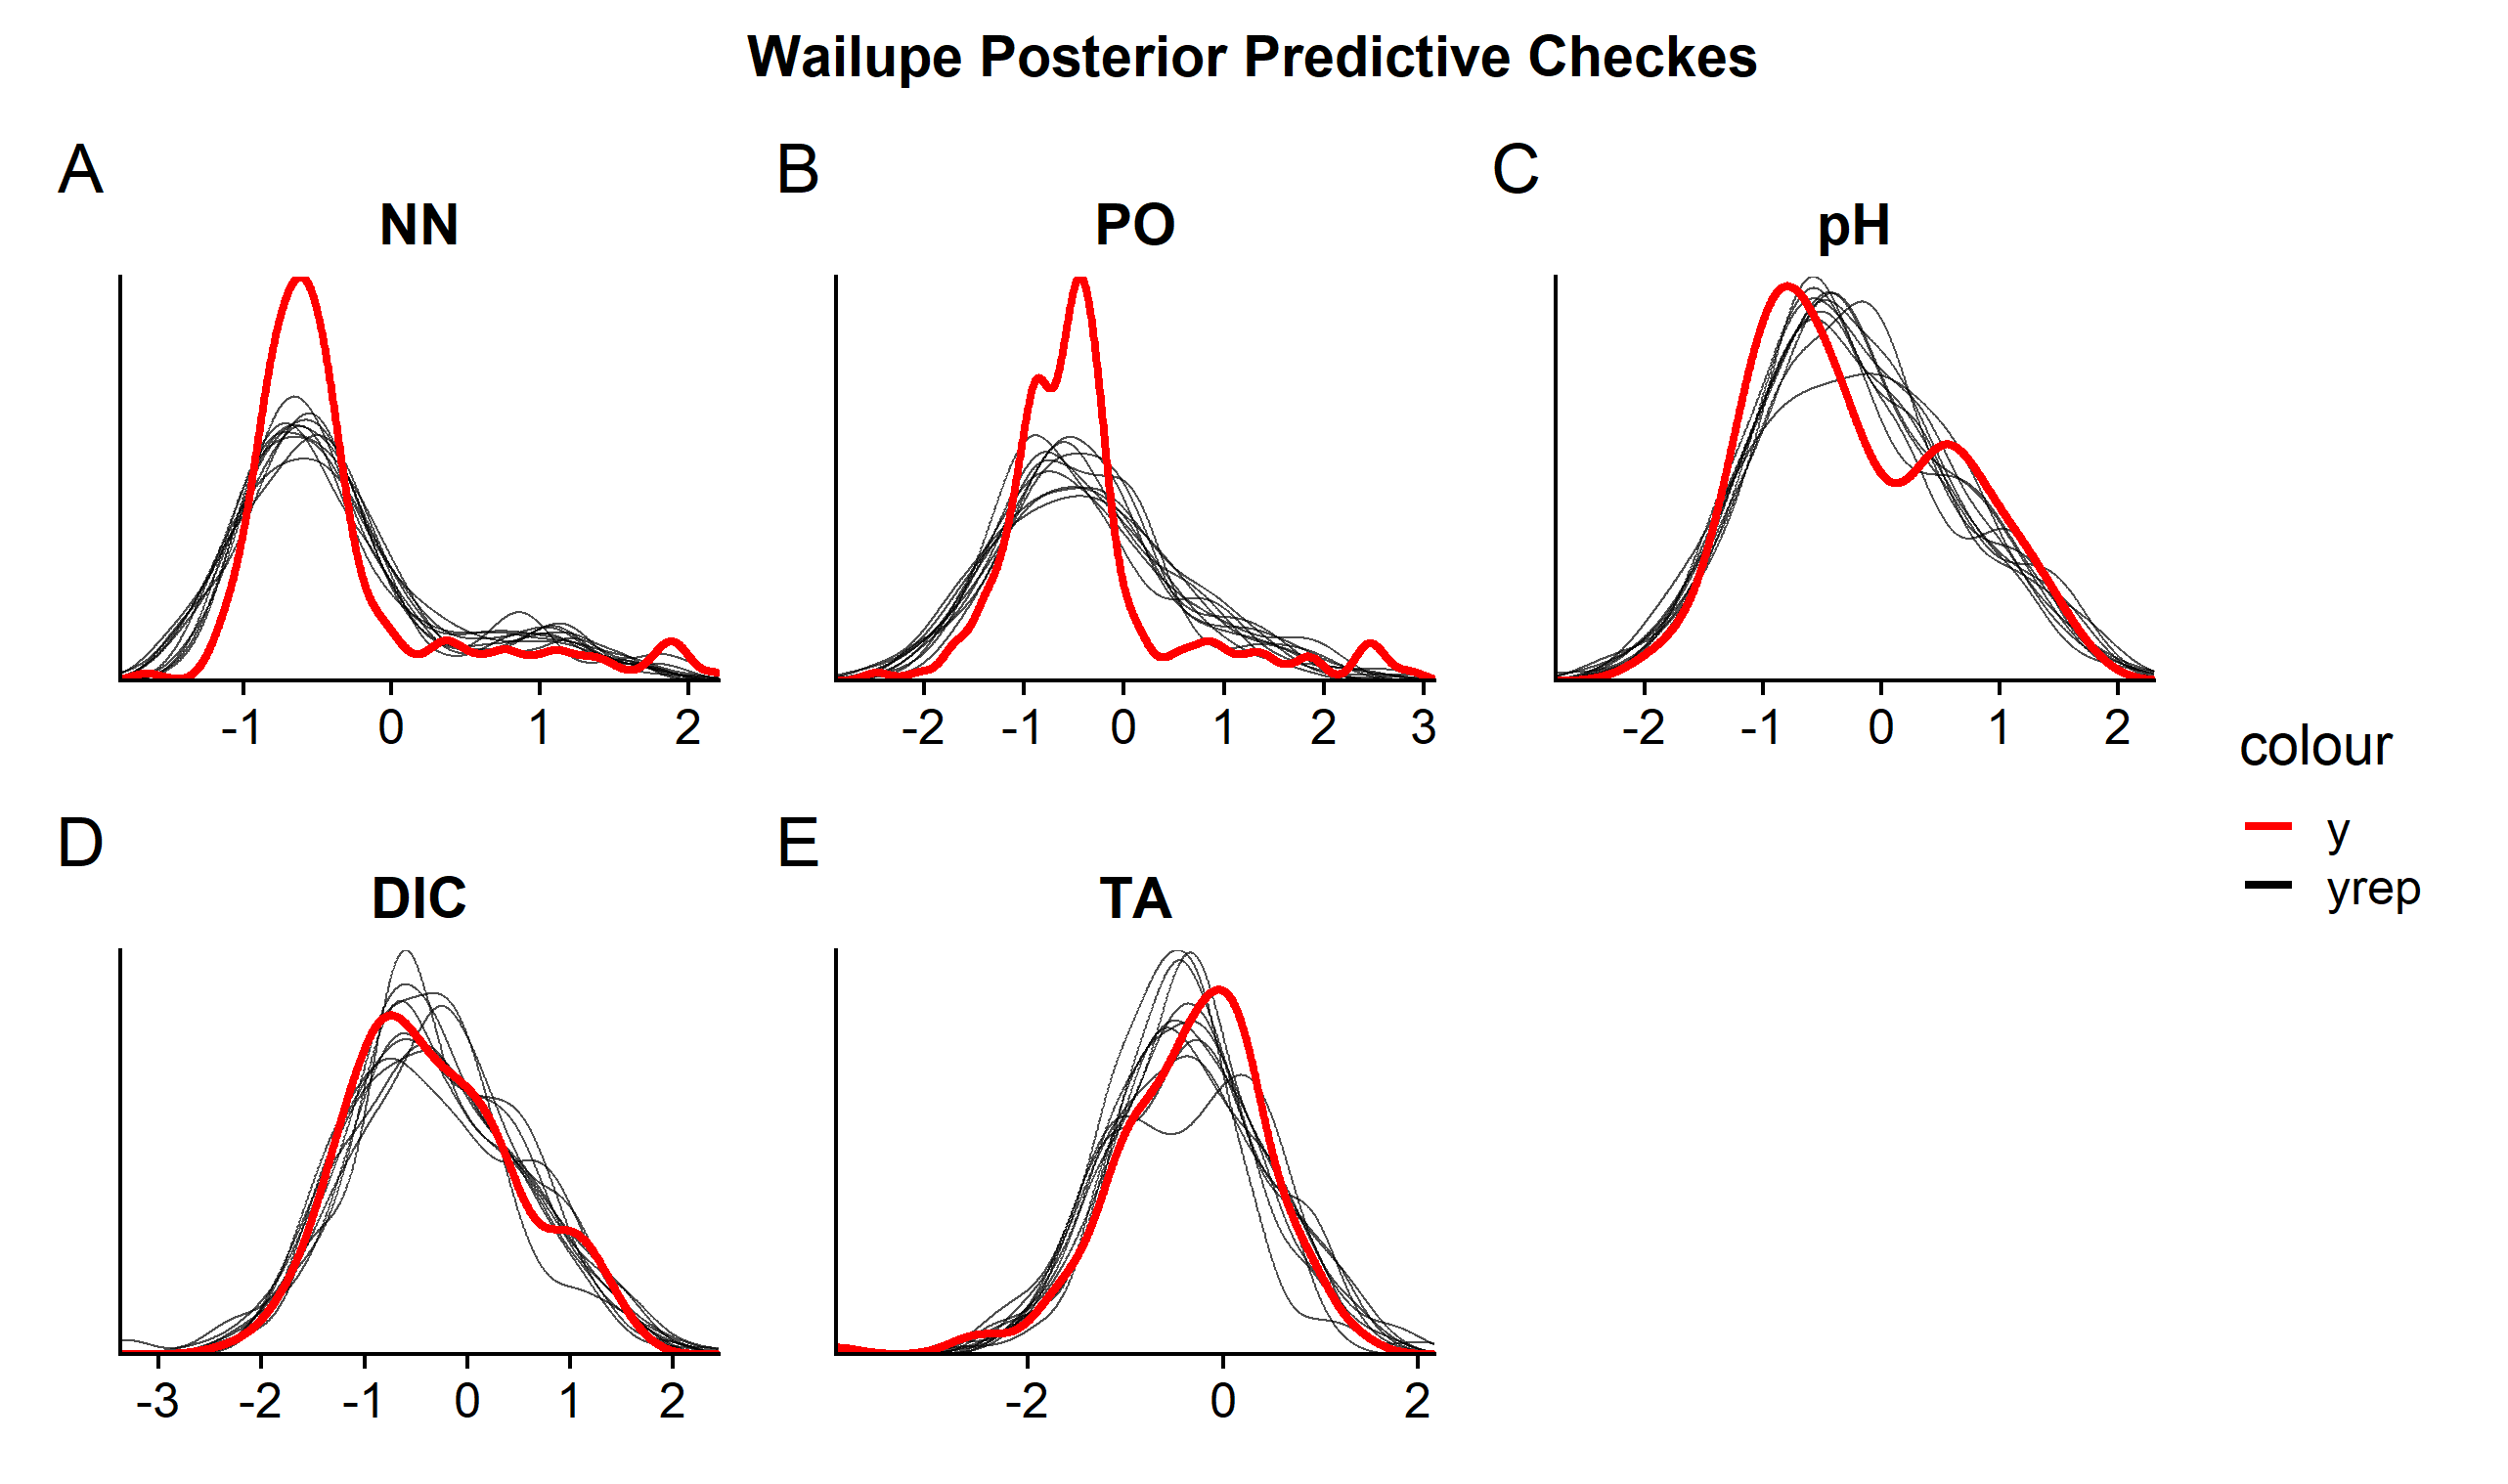 Wailupe Posterior Predictive Checkes
A
NN
-1 0 1 2
B
PO
-2 -1 0 1 2 3
C
pH
-2 -1 0 1 2
D
DIC
-3 -2 -1 0 1 2
E
TA
-2 0 2
colour
y
yrep